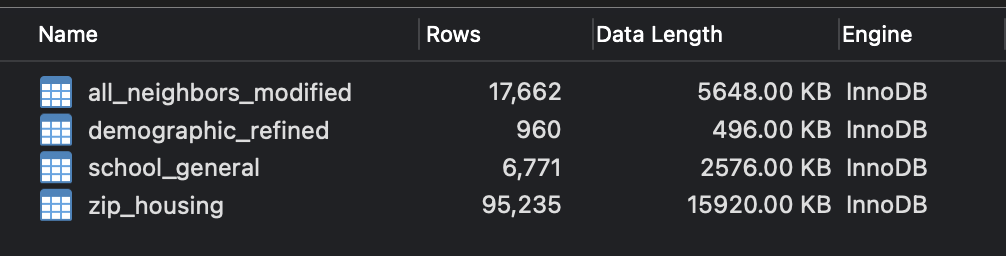 Name Rows Data Length Engine
all_neighbors_modified 17,662 5648.00 KB InnoDB
demographic_refined 960 496.00 KB InnoDB
school_general 6,771 2576.00 KB InnoDB
zip_housing 95,235 15920.00 KB InnoDB